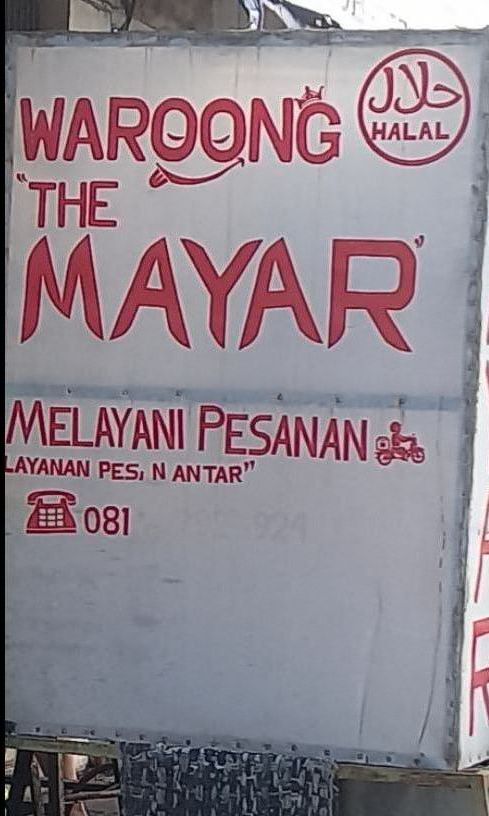 WAROONG
حلال
HALAL
"THE
MAYAR"
MELAYANI PESANAN
LAYANAN PES, N ANTAR"
081